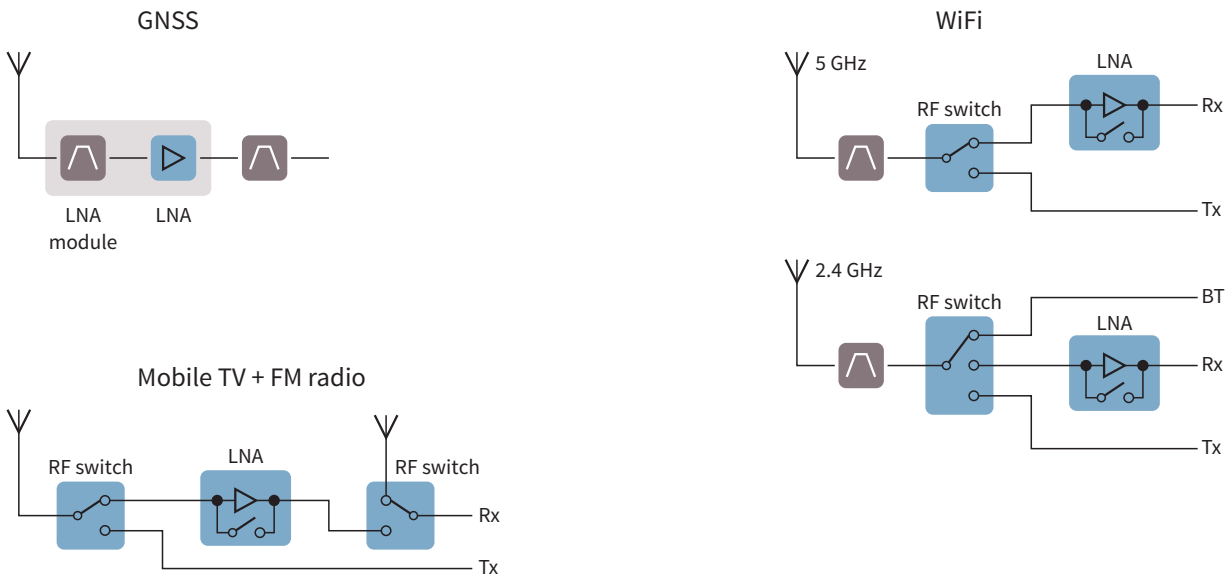 GNSS
LNA
module
LNA
Mobile TV + FM radio
RF switch
LNA
RF switch
Rx
Tx
WiFi
5 GHz
RF switch
LNA
Rx
Tx
2.4 GHz
RF switch
BT
LNA
Rx
Tx